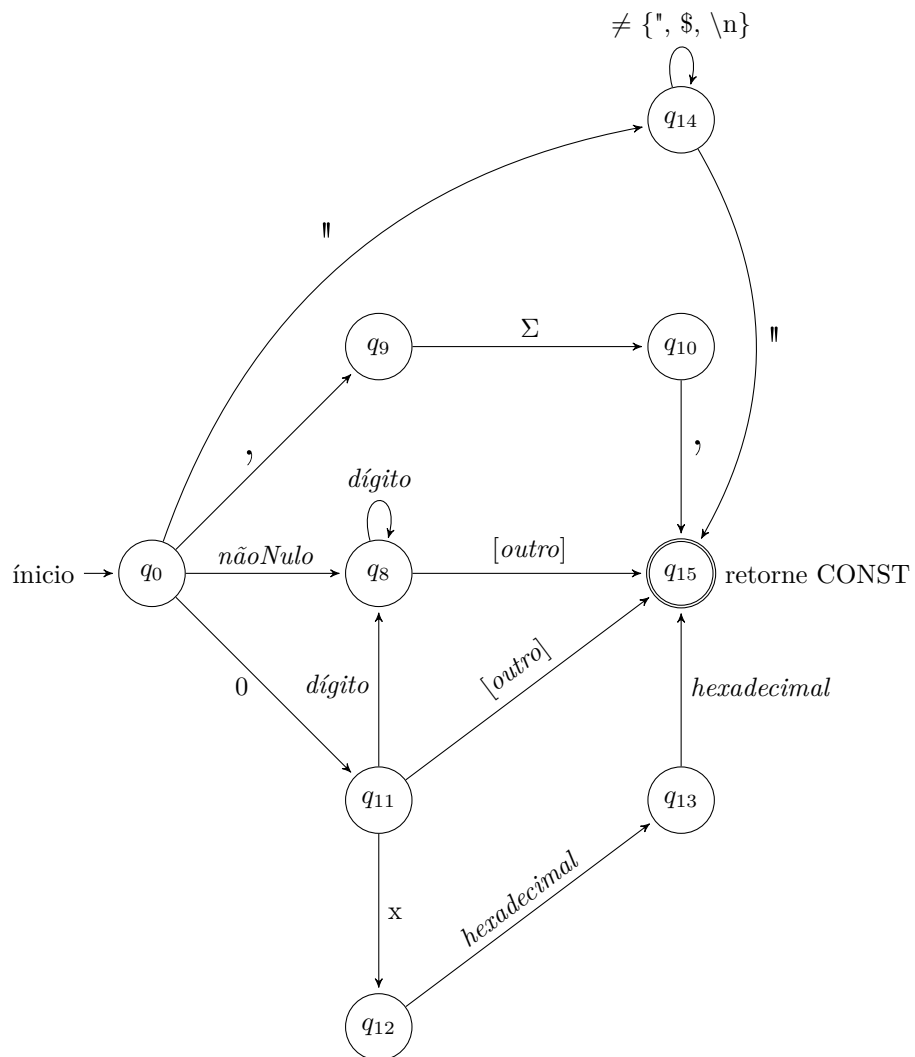 ≠ {", $, \n}
q14
"
q9
Σ
q10
"
,
,
dígito
ínicio
q0
nãoNulo
q8
[outro]
q15
retorne CONST
0
dígito
[outro]
hexadecimal
q11
q13
x
hexadecimal
q12